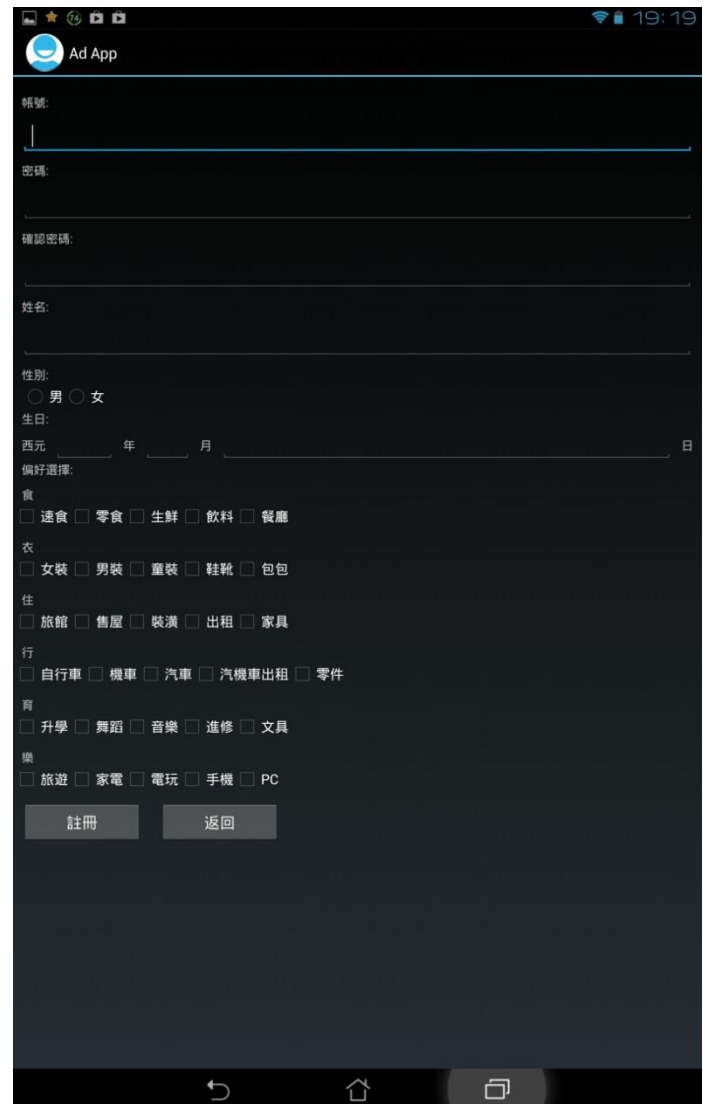 74 19:19
Ad App
帳號:
密碼:
確認密碼:
姓名:
性別:
男 女
生日:
西元 年 月 日
偏好選擇:
食
速食 零食 生鮮 飲料 餐廳
衣
女裝 男裝 童裝 鞋靴 包包
住
旅館 售屋 裝潢 出租 家具
行
自行車 機車 汽車 汽機車出租 零件
育
升學 舞蹈 音樂 進修 文具
樂
旅遊 家電 電玩 手機 PC
註冊 返回